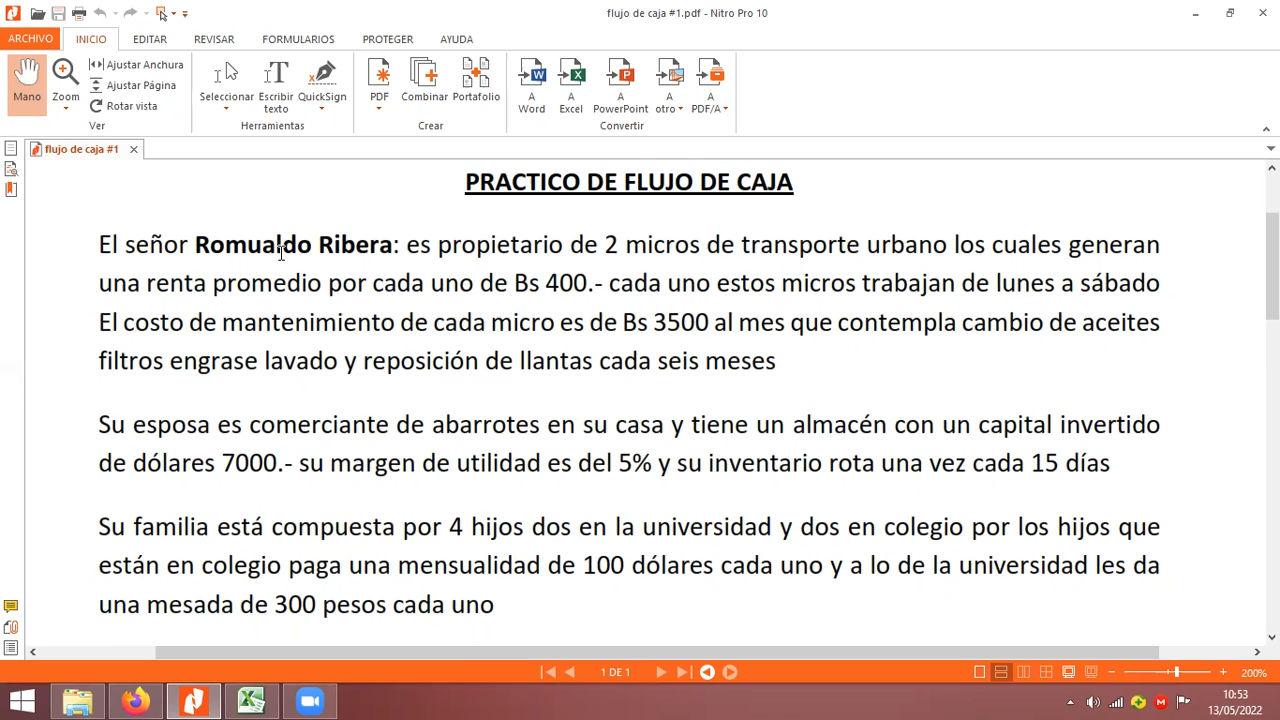 flujo de caja #1.pdf - Nitro Pro 10
ARCHIVO INICIO EDITAR REVISAR FORMULARIOS PROTEGER AYUDA
Mano
Zoom
Ajustar Anchura
Ajustar Página
Rotar vista
Ver
Seleccionar
Escribir texto
QuickSign
Herramientas
PDF
Combinar
Portafolio
Crear
A Word
A Excel
A PowerPoint
A otro
A PDF/A
Convertir
flujo de caja #1
PRACTICO DE FLUJO DE CAJA
El señor Romualdo Ribera: es propietario de 2 micros de transporte urbano los cuales generan
una renta promedio por cada uno de Bs 400.- cada uno estos micros trabajan de lunes a sábado
El costo de mantenimiento de cada micro es de Bs 3500 al mes que contempla cambio de aceites
filtros engrase lavado y reposición de llantas cada seis meses
Su esposa es comerciante de abarrotes en su casa y tiene un almacén con un capital invertido
de dólares 7000.- su margen de utilidad es del 5% y su inventario rota una vez cada 15 días
Su familia está compuesta por 4 hijos dos en la universidad y dos en colegio por los hijos que
están en colegio paga una mensualidad de 100 dólares cada uno y a lo de la universidad les da
una mesada de 300 pesos cada uno
1 DE 1
200%
10:53
13/05/2022